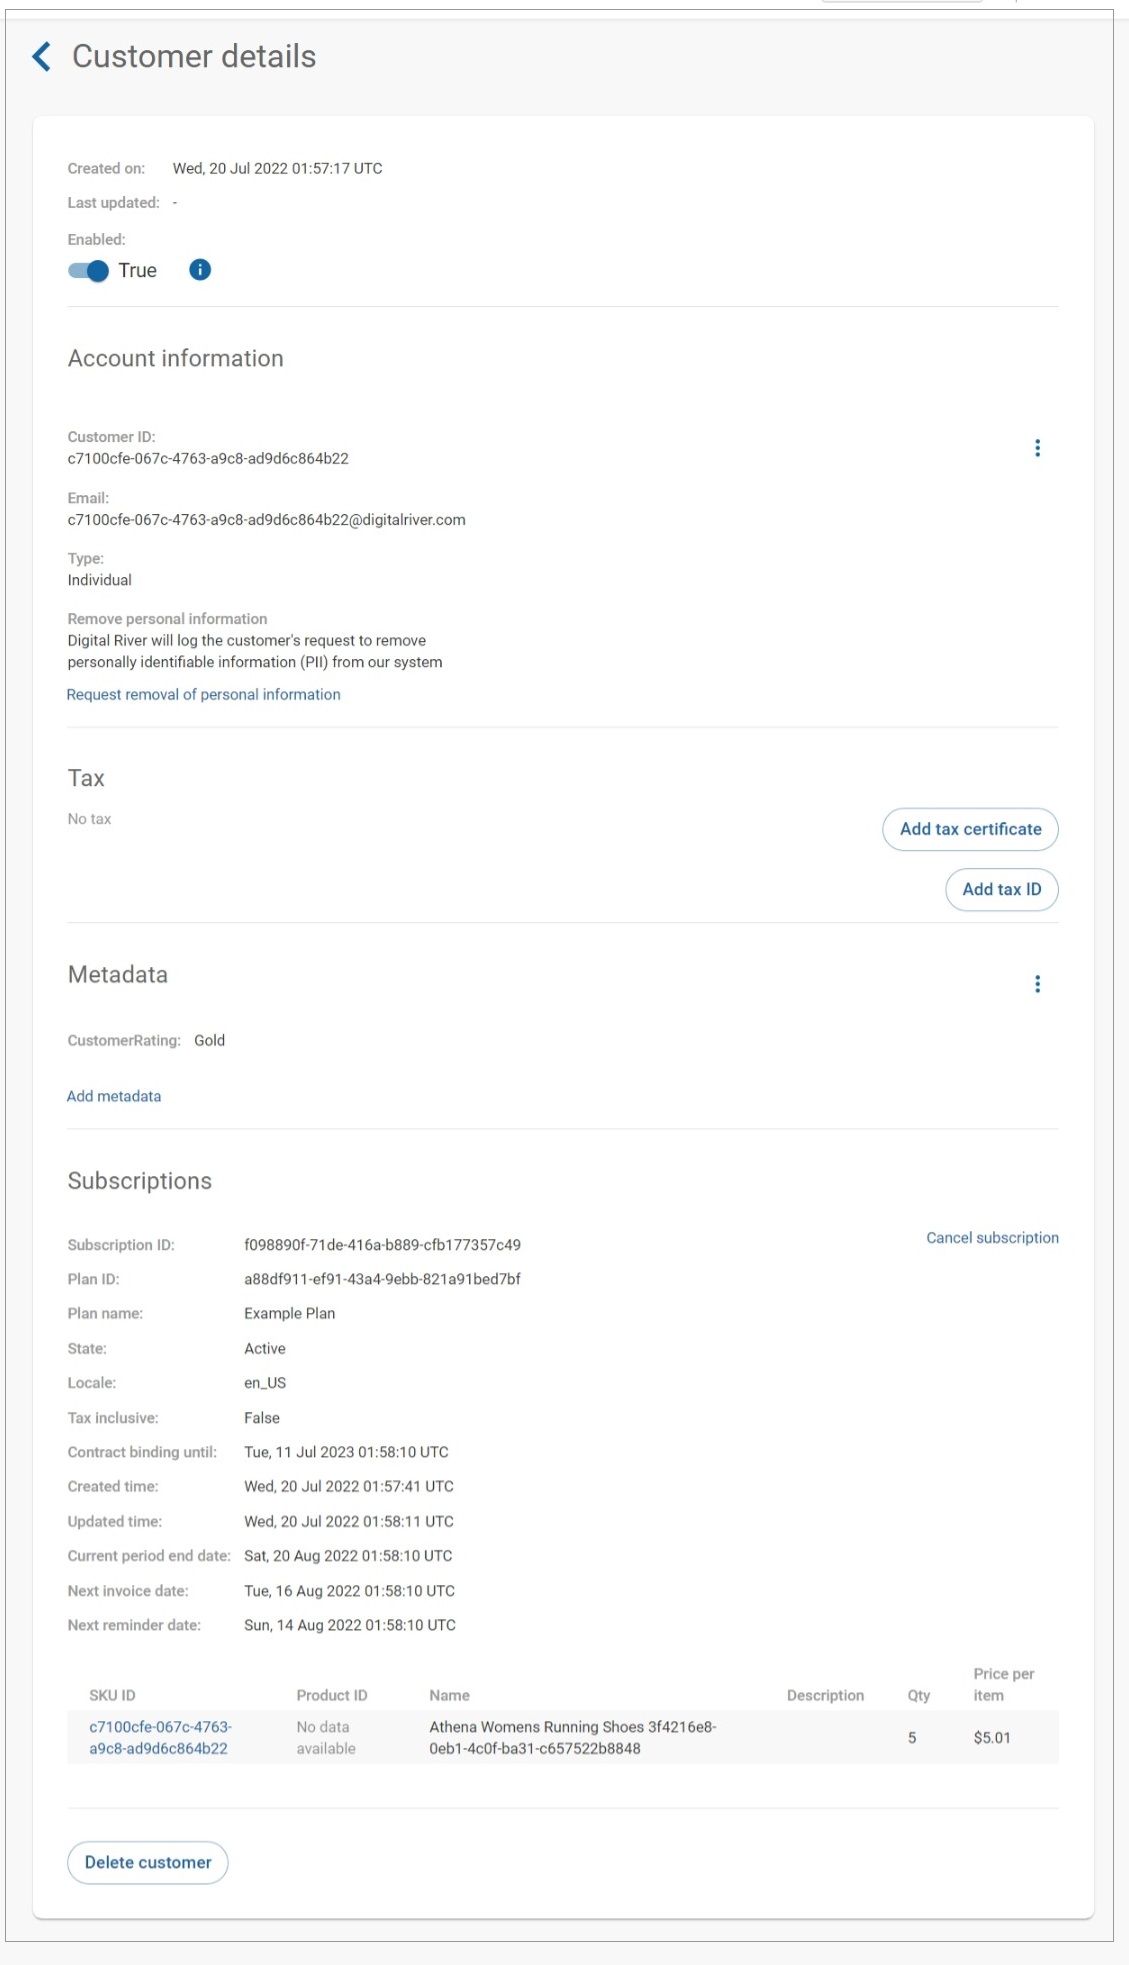 Customer details
Created on: Wed, 20 Jul 2022 01:57:17 UTC
Last updated: -
Enabled:
True
Account information
Customer ID:
c7100cfe-067c-4763-a9c8-ad9d6c864b22
Email:
c7100cfe-067c-4763-a9c8-ad9d6c864b22@digitalriver.com
Type:
Individual
Remove personal information
Digital River will log the customer's request to remove
personally identifiable information (PII) from our system
Request removal of personal information
Tax
No tax
Add tax certificate
Add tax ID
Metadata
CustomerRating: Gold
Add metadata
Subscriptions
Subscription ID: f098890f-71de-416a-b889-cfb177357c49
Cancel subscription
Plan ID: a88df911-ef91-43a4-9ebb-821a91bed7bf
Plan name: Example Plan
State: Active
Locale: en_US
Tax inclusive: False
Contract binding until: Tue, 11 Jul 2023 01:58:10 UTC
Created time: Wed, 20 Jul 2022 01:57:41 UTC
Updated time: Wed, 20 Jul 2022 01:58:11 UTC
Current period end date: Sat, 20 Aug 2022 01:58:10 UTC
Next invoice date: Tue, 16 Aug 2022 01:58:10 UTC
Next reminder date: Sun, 14 Aug 2022 01:58:10 UTC
SKU ID Product ID Name Description Qty Price per
item
c7100cfe-067c-4763- No data Athena Womens Running Shoes 3f4216e8- 5 $5.01
a9c8-ad9d6c864b22 available 0eb1-4c0f-ba31-c657522b8848
Delete customer